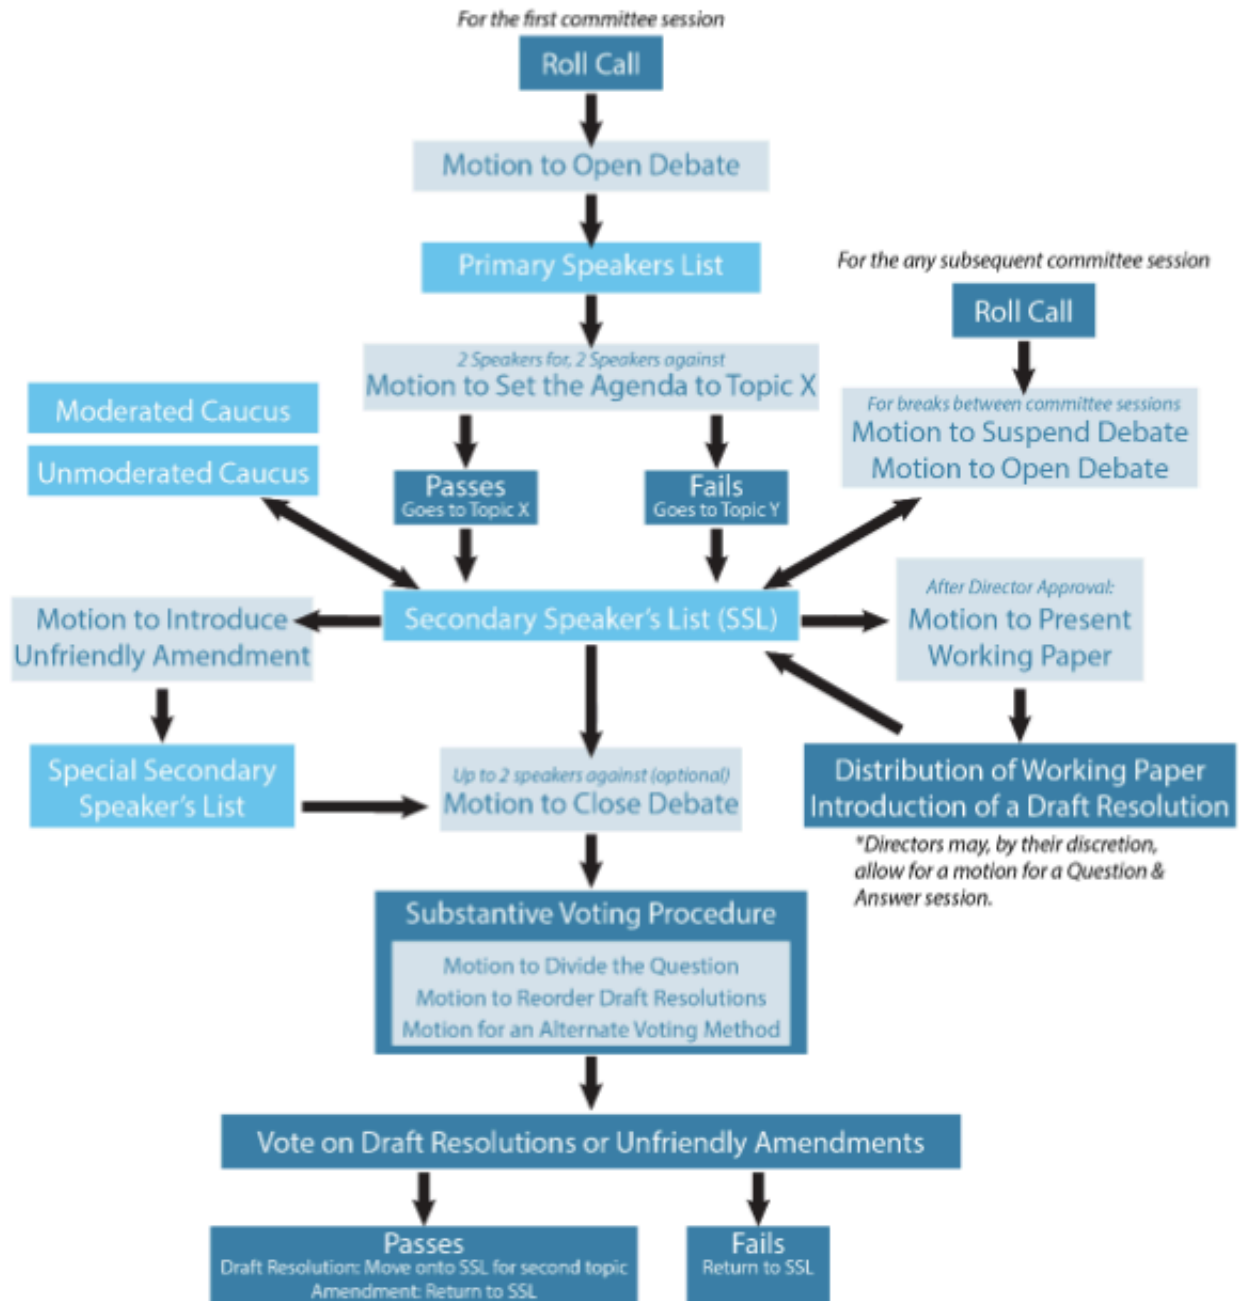 For the first committee session
Roll Call
Motion to Open Debate
Primary Speakers List
For the any subsequent committee session
Roll Call
2 Speakers for, 2 Speakers against
Motion to Set the Agenda to Topic X
Moderated Caucus
Unmoderated Caucus
For breaks between committee sessions
Motion to Suspend Debate
Motion to Open Debate
Passes
Goes to Topic X
Fails
Goes to Topic Y
Secondary Speaker's List (SSL)
Motion to Introduce
Unfriendly Amendment
After Director Approval:
Motion to Present
Working Paper
Special Secondary
Speaker's List
Up to 2 speakers against (optional)
Motion to Close Debate
Distribution of Working Paper
Introduction of a Draft Resolution
*Directors may, by their discretion,
allow for a motion for a Question &
Answer session.
Substantive Voting Procedure
Motion to Divide the Question
Motion to Reorder Draft Resolutions
Motion for an Alternate Voting Method
Vote on Draft Resolutions or Unfriendly Amendments
Passes
Draft Resolution: Move onto SSL for second topic
Amendment: Return to SSL
Fails
Return to SSL